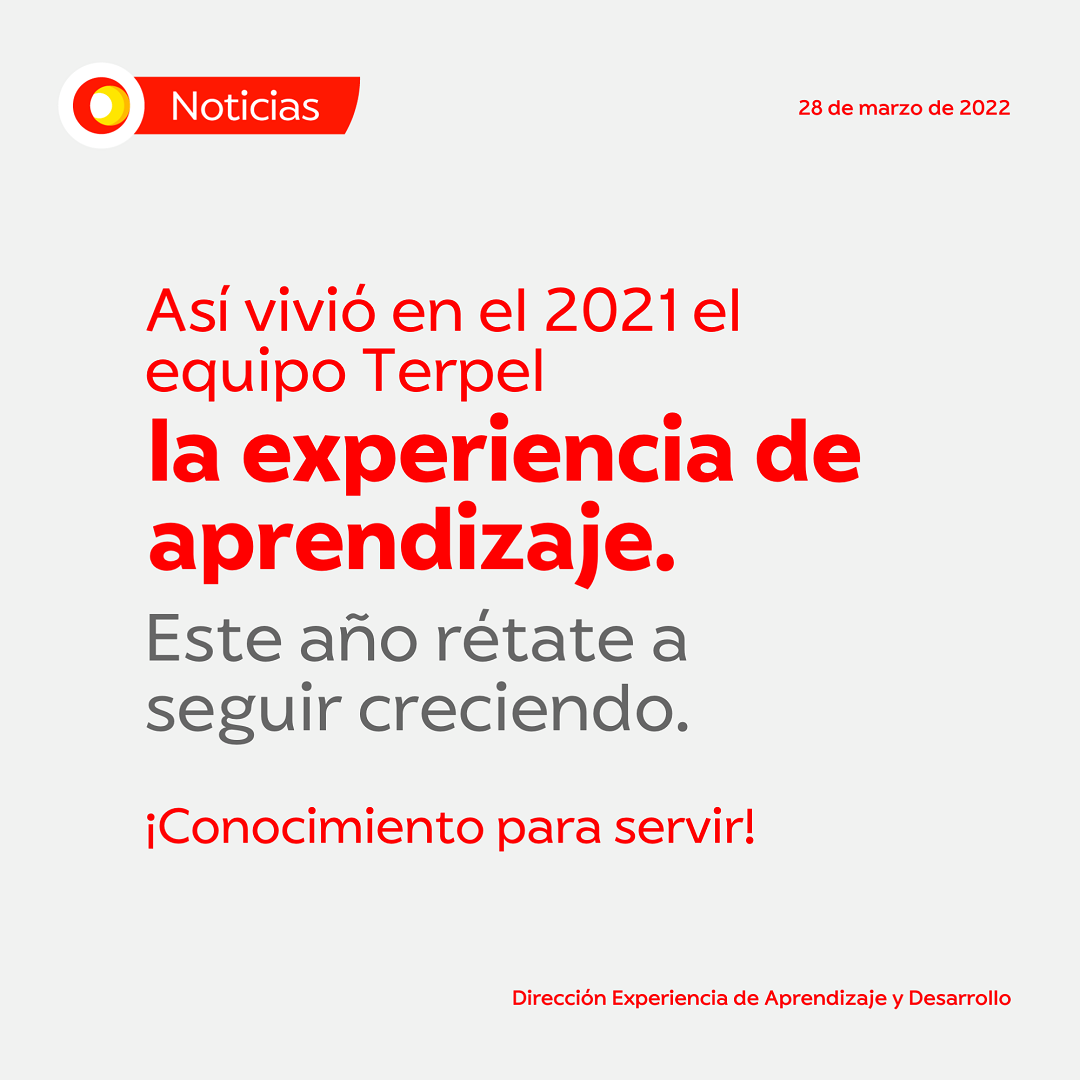 Noticias
28 de marzo de 2022
Así vivió en el 2021 el
equipo Terpel
la experiencia de
aprendizaje.
Este año rétate a
seguir creciendo.
¡Conocimiento para servir!
Dirección Experiencia de Aprendizaje y Desarrollo